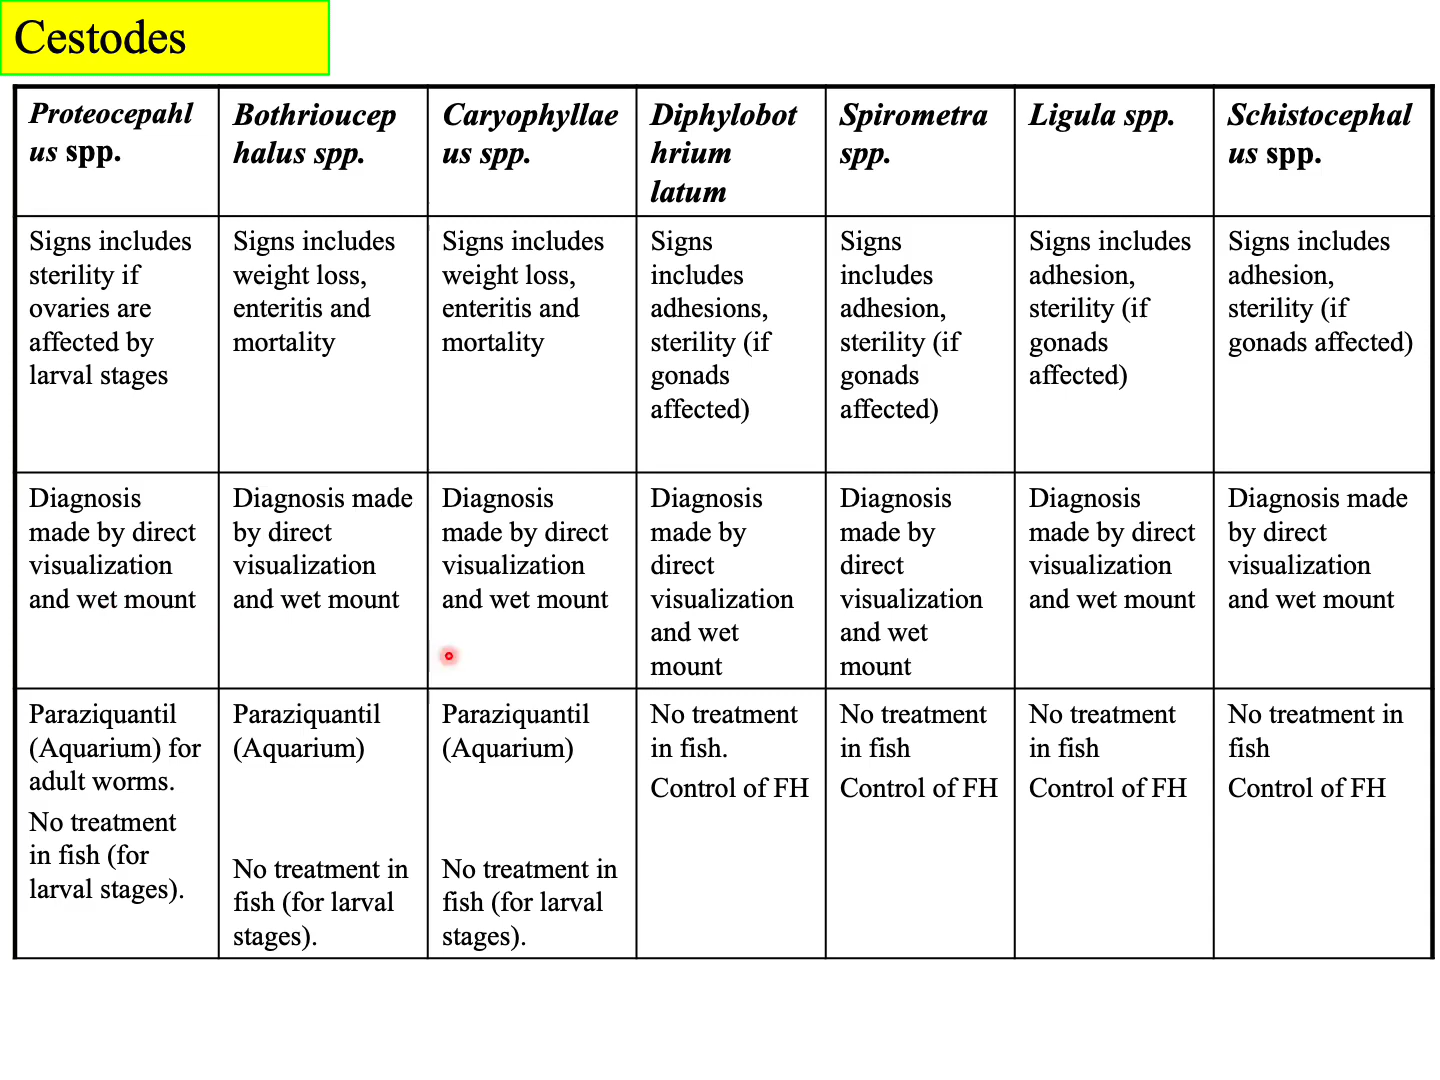 Cestodes
Proteocepahl
us spp.
Bothrioucep
halus spp.
Caryophyllae
us spp.
Diphylobot
hrium
latum
Spirometra
spp.
Ligula spp.
Schistocephal
us spp.
Signs includes
sterility if
ovaries are
affected by
larval stages
Signs includes
weight loss,
enteritis and
mortality
Signs includes
weight loss,
enteritis and
mortality
Signs
includes
adhesions,
sterility (if
gonads
affected)
Signs
includes
adhesion,
sterility (if
gonads
affected)
Signs includes
adhesion,
sterility (if
gonads
affected)
Signs includes
adhesion,
sterility (if
gonads affected)
Diagnosis
made by direct
visualization
and wet mount
Diagnosis made
by direct
visualization
and wet mount
Diagnosis
made by direct
visualization
and wet mount
Diagnosis
made by
direct
visualization
and wet
mount
Diagnosis
made by
direct
visualization
and wet
mount
Diagnosis
made by direct
visualization
and wet mount
Diagnosis made
by direct
visualization
and wet mount
Paraziquantil
(Aquarium) for
adult worms.
No treatment
in fish (for
larval stages).
Paraziquantil
(Aquarium)
No treatment in
fish (for larval
stages).
Paraziquantil
(Aquarium)
No treatment in
fish (for larval
stages).
No treatment
in fish.
Control of FH
No treatment
in fish
Control of FH
No treatment
in fish
Control of FH
No treatment in
fish
Control of FH